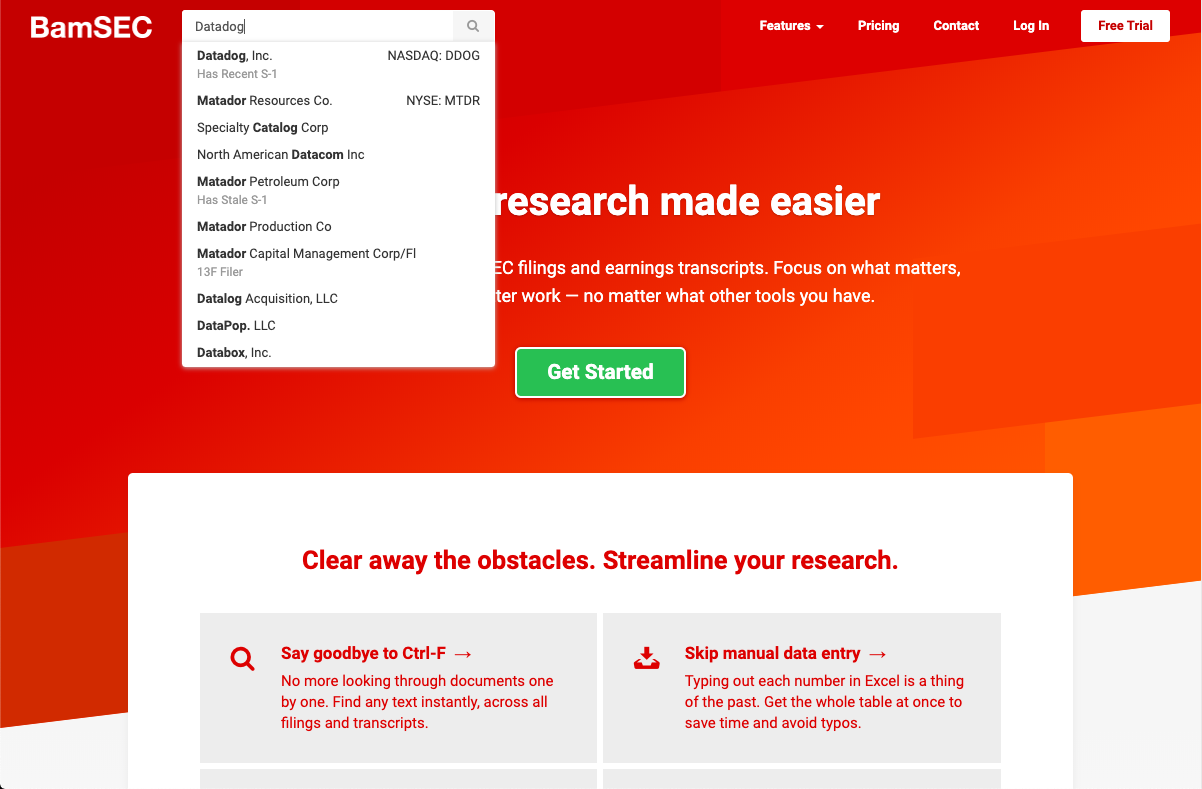 BamSEC
Datadog
Features
Pricing
Contact
Log In
Free Trial
Datadog, Inc. NASDAQ: DDOG
Has Recent S-1
Matador Resources Co. NYSE: MTDR
Specialty Catalog Corp
North American Datacom Inc
Matador Petroleum Corp
Has Stale S-1
Matador Production Co
Matador Capital Management Corp/Fl
13F Filer
Datalog Acquisition, LLC
DataPop. LLC
Databox, Inc.
research made easier
EC filings and earnings transcripts. Focus on what matters,
ter work — no matter what other tools you have.
Get Started
Clear away the obstacles. Streamline your research.
Say goodbye to Ctrl-F →
No more looking through documents one
by one. Find any text instantly, across all
filings and transcripts.
Skip manual data entry →
Typing out each number in Excel is a thing
of the past. Get the whole table at once to
save time and avoid typos.